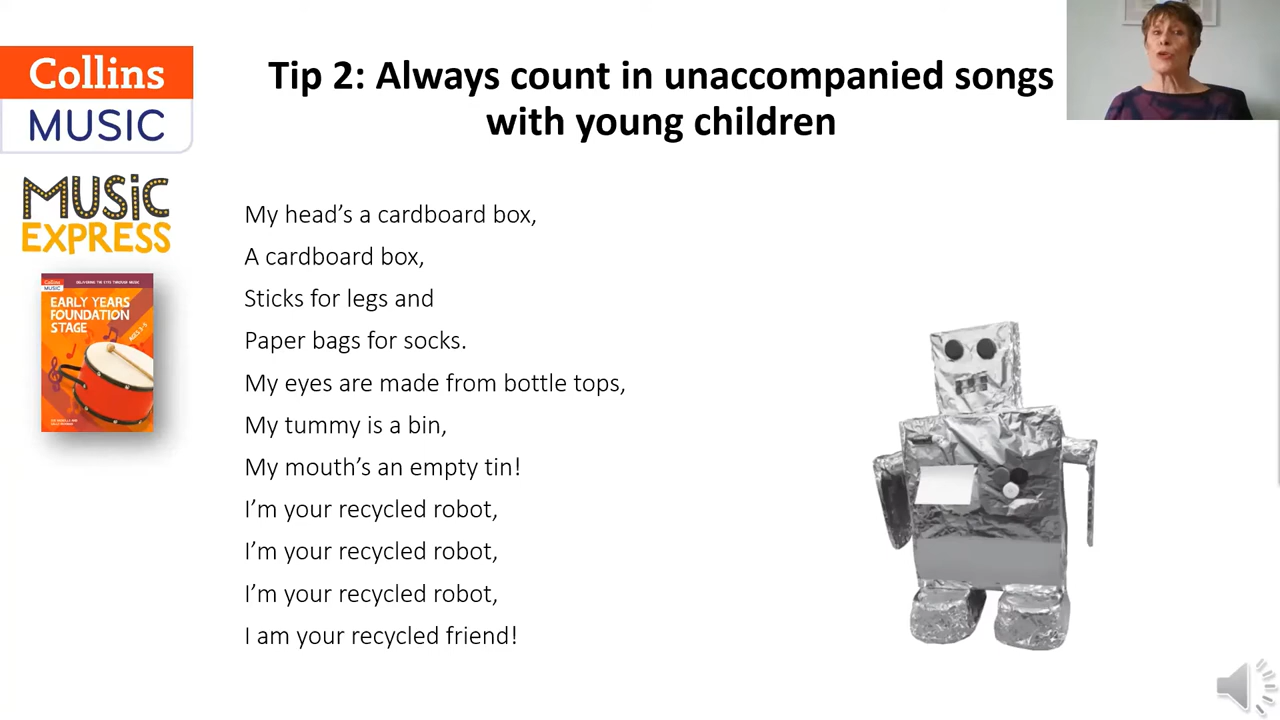 Collins
MUSIC
MUSiC
EXPRESS
Collins
MUSIC
EARLY YEARS
FOUNDATION
STAGE
AGES 3-5
Tip 2: Always count in unaccompanied songs
with young children
My head’s a cardboard box,
A cardboard box,
Sticks for legs and
Paper bags for socks.
My eyes are made from bottle tops,
My tummy is a bin,
My mouth’s an empty tin!
I’m your recycled robot,
I’m your recycled robot,
I’m your recycled robot,
I am your recycled friend!